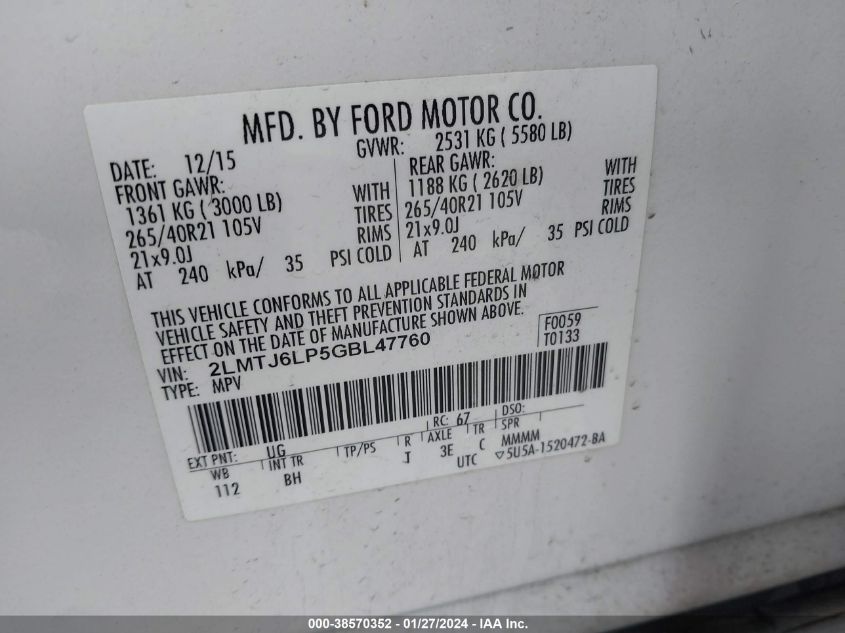 MFD. BY FORD MOTOR CO.
DATE: 12/15 GVWR: 2531 KG ( 5580 LB)
FRONT GAWR: REAR GAWR:
1361 KG ( 3000 LB) WITH 1188 KG ( 2620 LB) WITH
265/40R21 105V TIRES 265/40R21 105V TIRES
21x9.0J RIMS 21x9.0J RIMS
AT 240 kPa/ 35 PSI COLD AT 240 kPa/ 35 PSI COLD
THIS VEHICLE CONFORMS TO ALL APPLICABLE FEDERAL MOTOR
VEHICLE SAFETY AND THEFT PREVENTION STANDARDS IN
EFFECT ON THE DATE OF MANUFACTURE SHOWN ABOVE.
VIN: 2LMTJ6LP5GBL47760 F0059
TYPE: MPV T0133
EXT PNT: UG RC: 67 DSO:
WB INT TR TP/PS R AXLE TR SPR
112 BH J 3E C MMMM
UTC ▽5U5A-1520472-BA
000-38570352 - 01/27/2024 - IAA Inc.